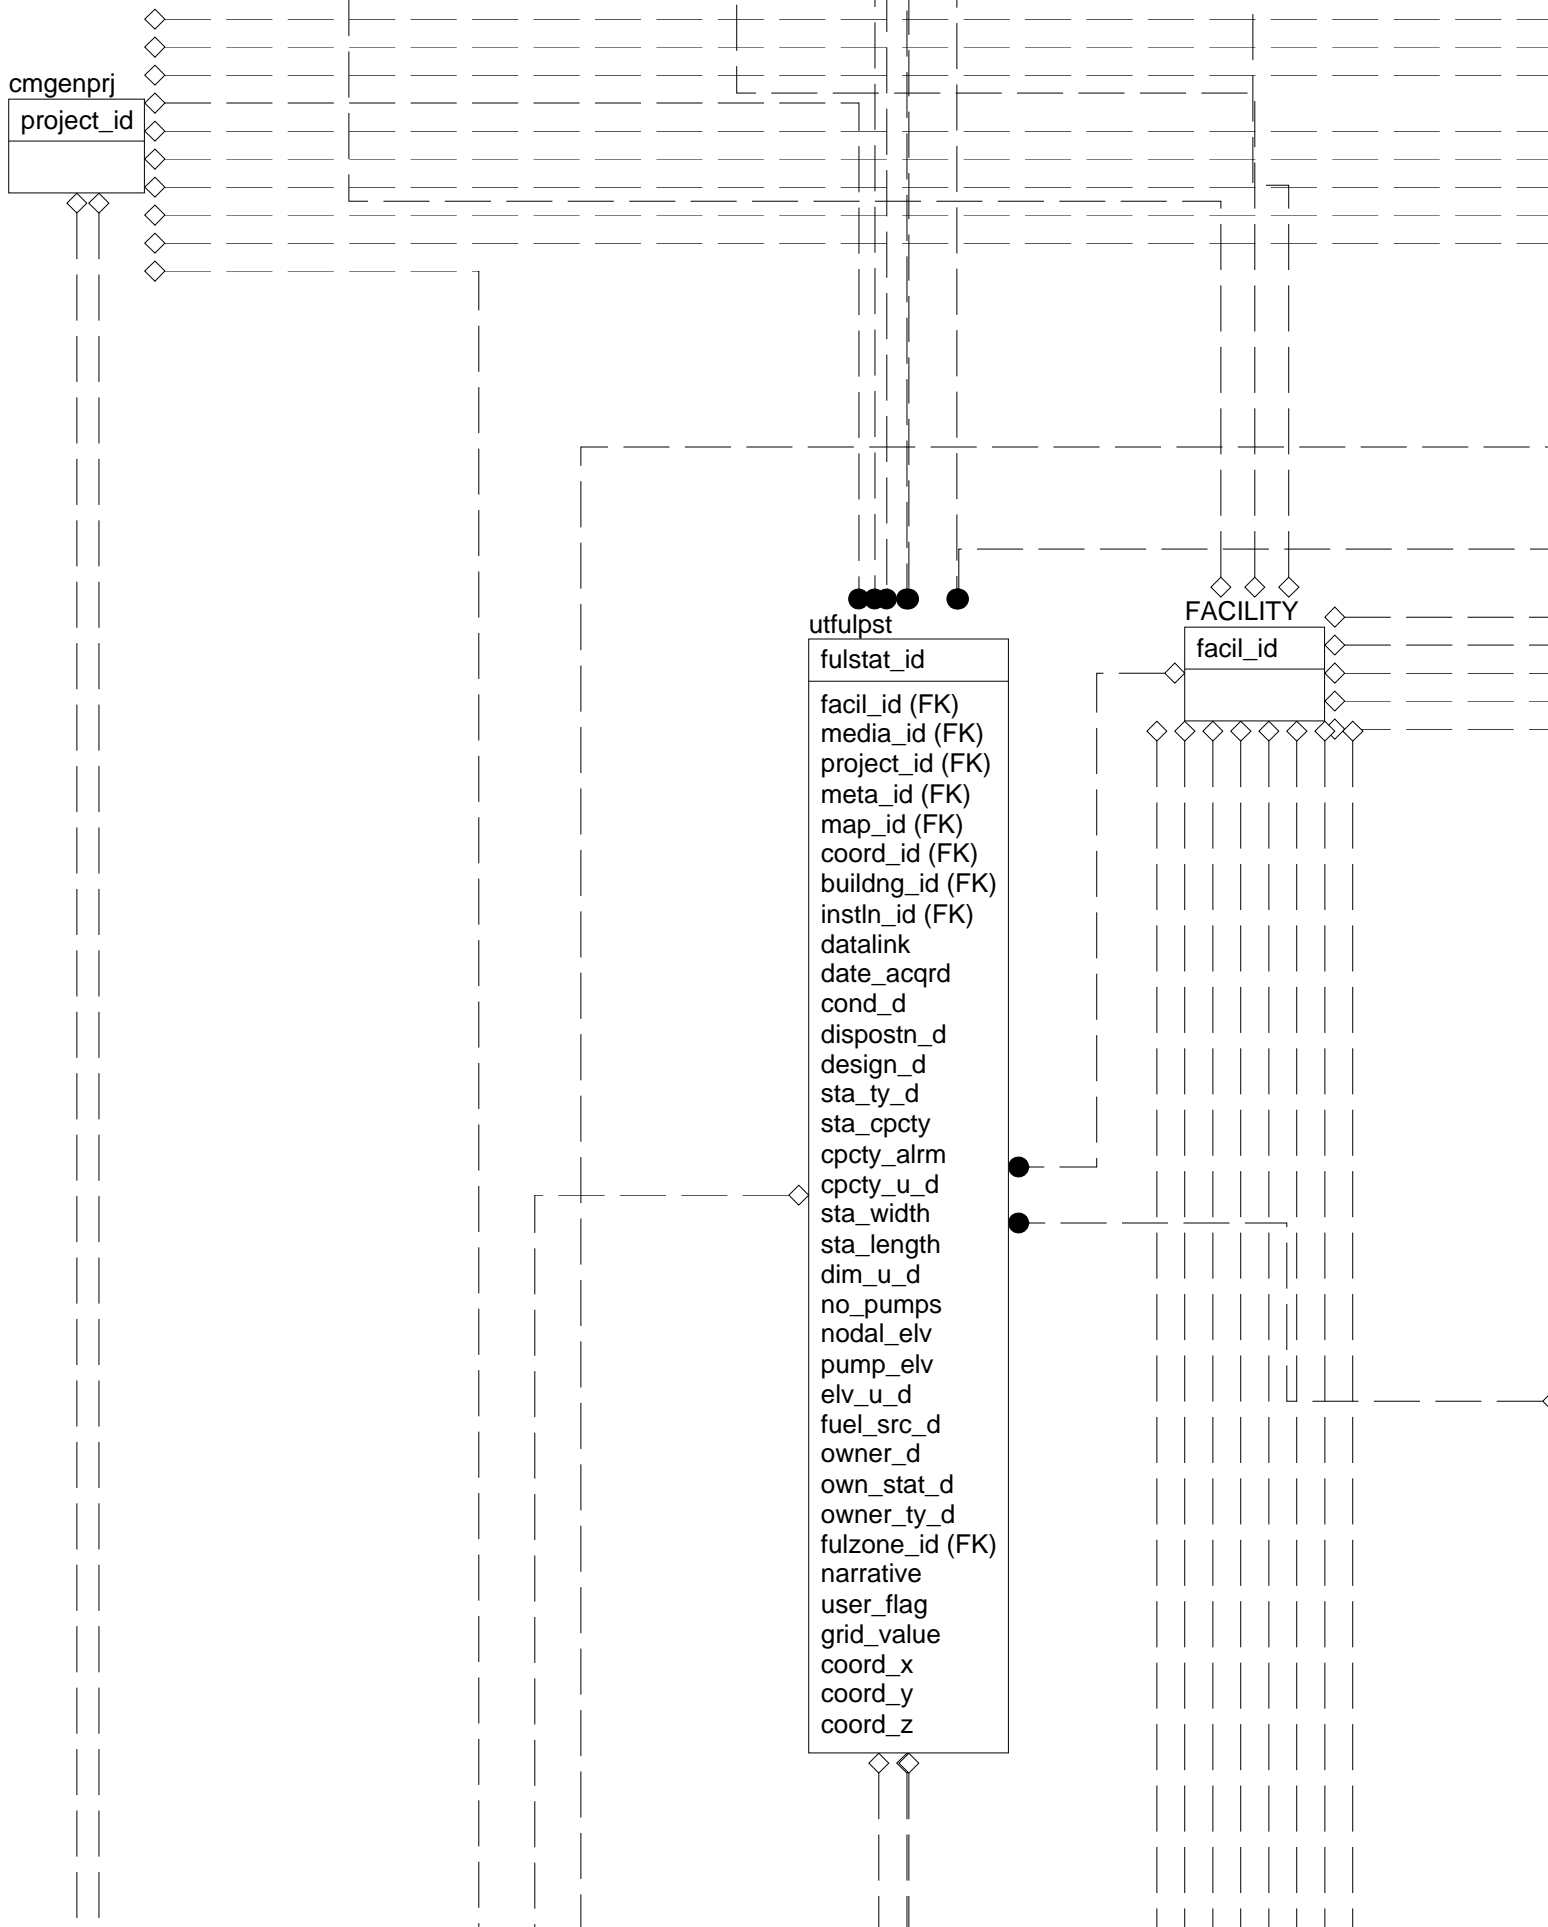 cmgenprj
project_id
utfulpst
fulstat_id
facil_id (FK)
media_id (FK)
project_id (FK)
meta_id (FK)
map_id (FK)
coord_id (FK)
buildng_id (FK)
instln_id (FK)
datalink
date_acqrd
cond_d
dispostn_d
design_d
sta_ty_d
sta_cpcty
cpcty_alrm
cpcty_u_d
sta_width
sta_length
dim_u_d
no_pumps
nodal_elv
pump_elv
elv_u_d
fuel_src_d
owner_d
own_stat_d
owner_ty_d
fulzone_id (FK)
narrative
user_flag
grid_value
coord_x
coord_y
coord_z
FACILITY
facil_id